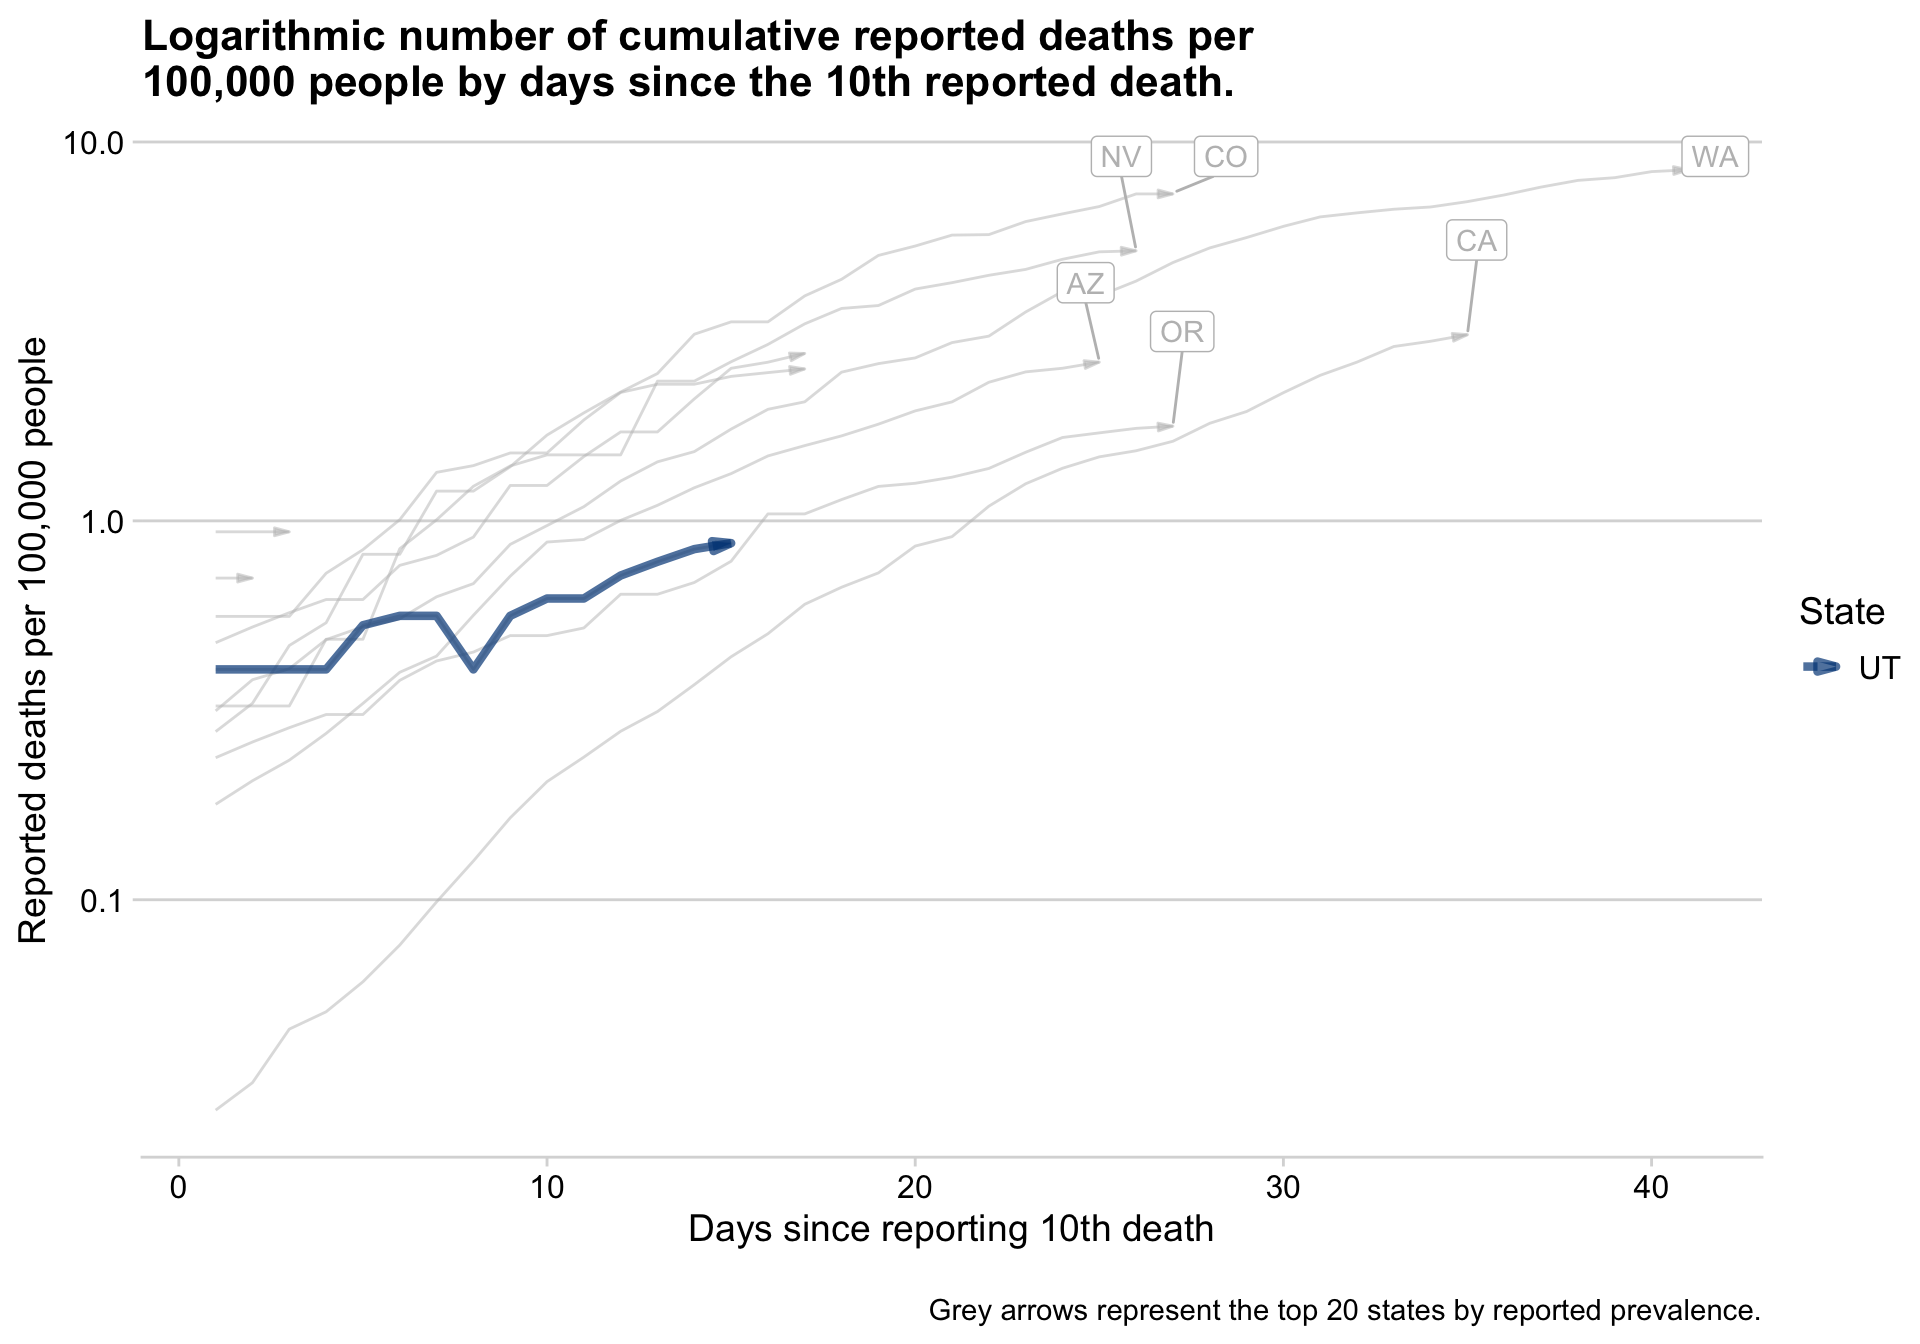 Logarithmic number of cumulative reported deaths per
100,000 people by days since the 10th reported death.
10.0
1.0
0.1
Reported deaths per 100,000 people
NV
CO
WA
CA
AZ
OR
State
UT
0
10
20
30
40
Days since reporting 10th death
Grey arrows represent the top 20 states by reported prevalence.